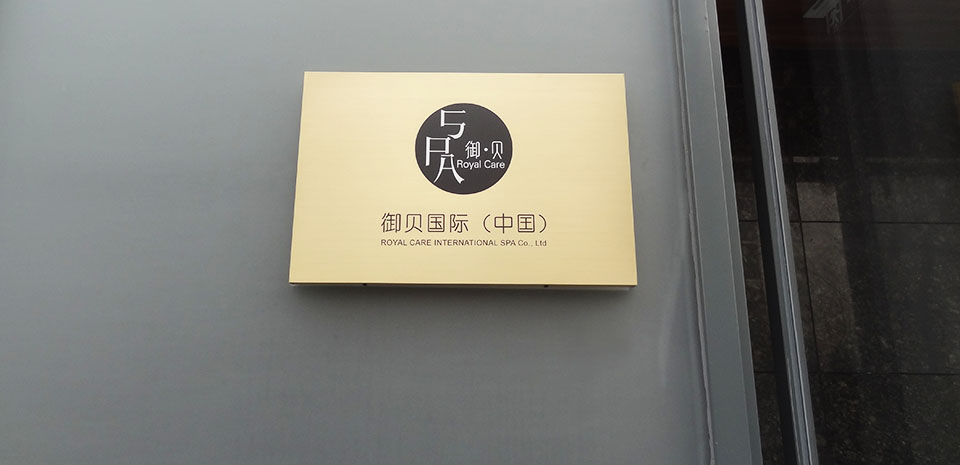 SPA
御·贝
Royal Care
御贝国际（中国）
ROYAL CARE INTERNATIONAL SPA Co., Ltd